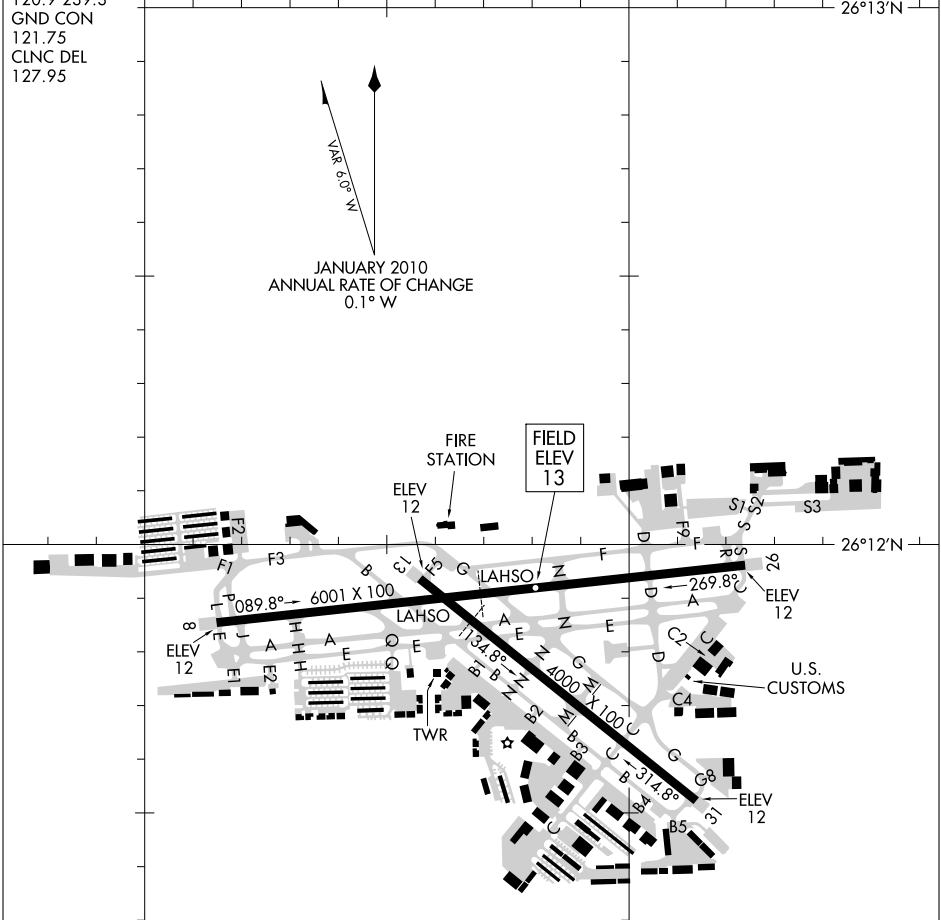 GND CON
121.75
CLNC DEL
127.95
26°13'N
VAR 6.0° W
JANUARY 2010
ANNUAL RATE OF CHANGE
0.1° W
FIRE
STATION
FIELD
ELEV
13
ELEV
12
S1
S2
S3
F2
F1
F3
B
13
F5
G
LAHSO
N
F
D
F9
F
R
S
S
26
26°12'N
8
L
P
089.8°
6001 X 100
LAHSO
269.8°
D
A
C
ELEV
12
ELEV
12
E
J
A
H
H
H
H
A
E
Q
Q
E
A
E
N
E
E1
E2
134.8°
N
G
M
D
C2
C
U.S.
CUSTOMS
B1
B
N
4000 X 100
C4
TWR
B2
M
B
B3
C
C
G
G8
B
314.8°
B4
ELEV
12
31
C
B5